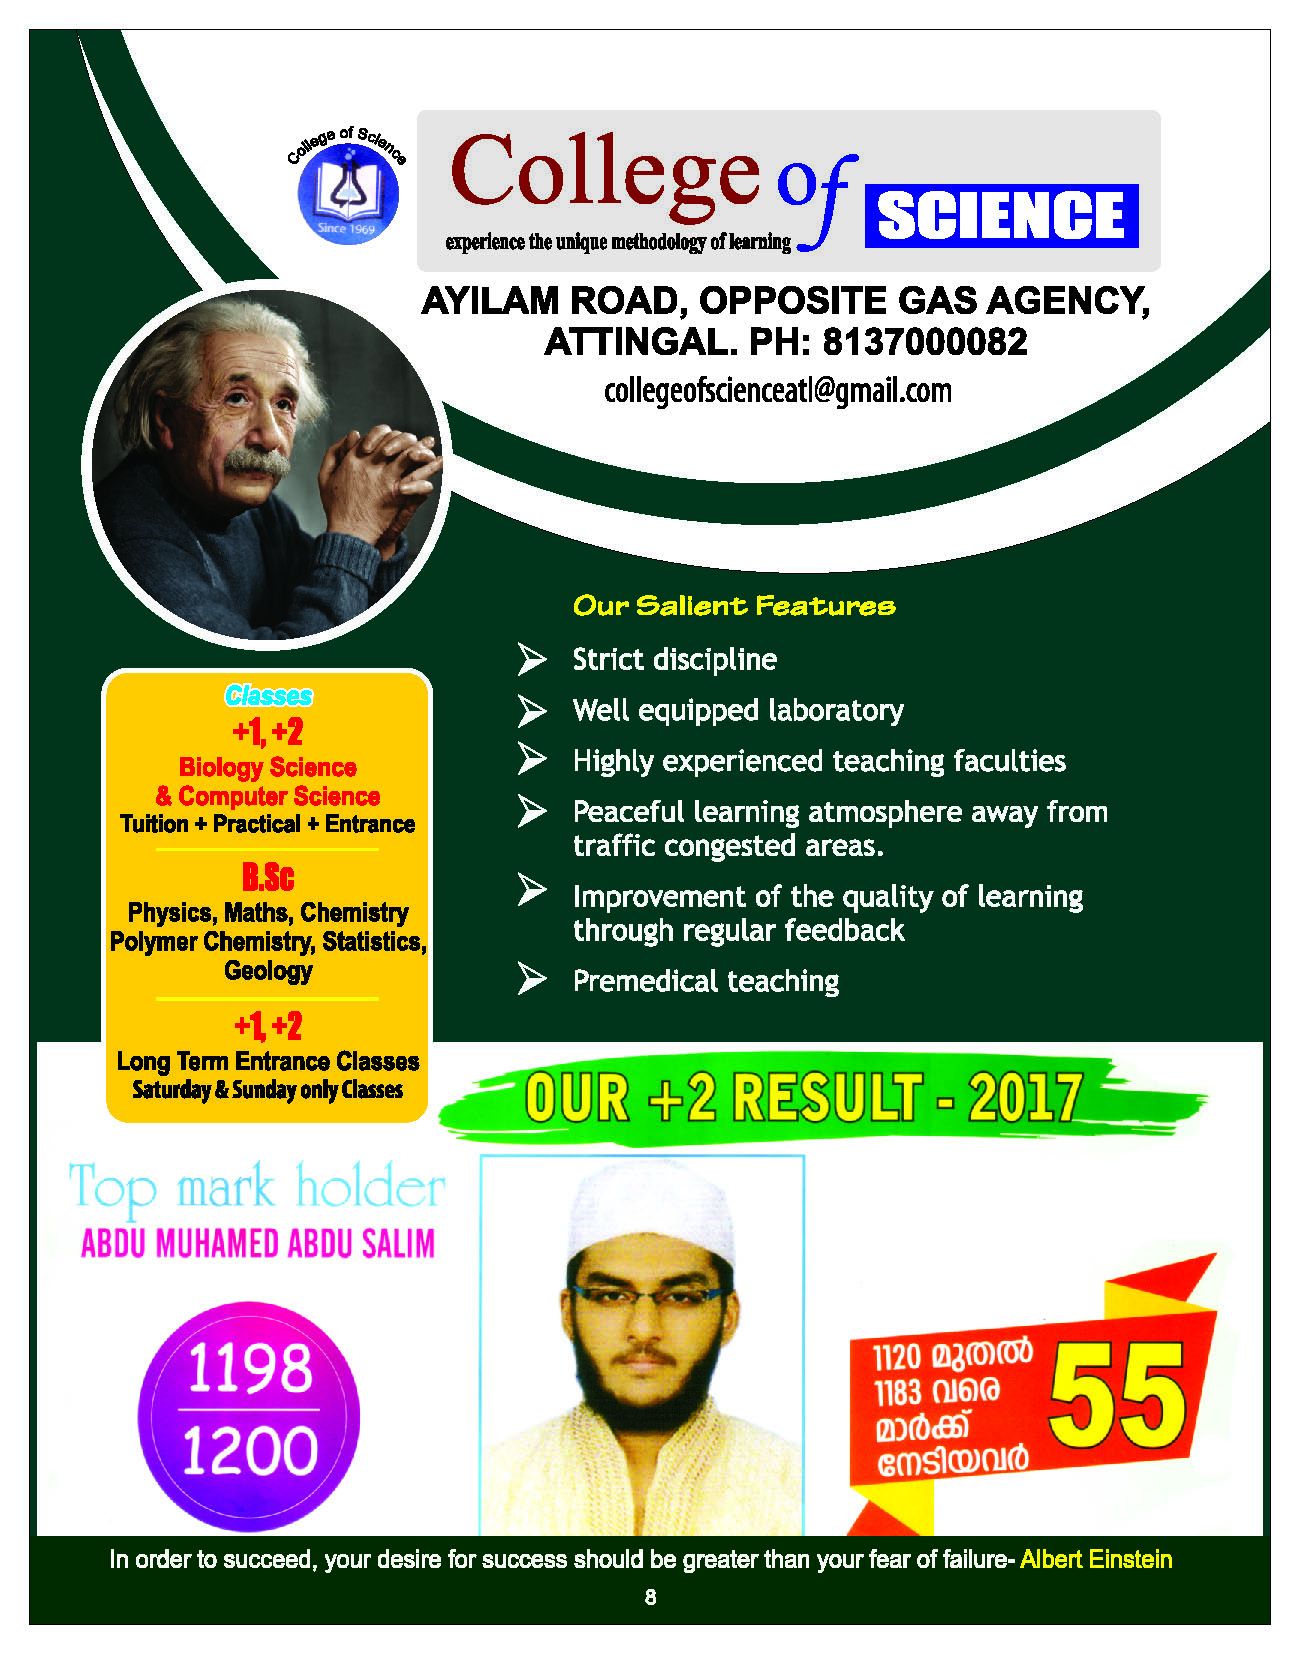 College of Science
Since 1969
College of SCIENCE
experience the unique methodology of learning
AYILAM ROAD, OPPOSITE GAS AGENCY,
ATTINGAL. PH: 8137000082
collegeofscienceatl@gmail.com
Our Salient Features
Strict discipline
Well equipped laboratory
Highly experienced teaching faculties
Peaceful learning atmosphere away from
traffic congested areas.
Improvement of the quality of learning
through regular feedback
Premedical teaching
Classes
+1, +2
Biology Science
& Computer Science
Tuition + Practical + Entrance
B.Sc
Physics, Maths, Chemistry
Polymer Chemistry, Statistics,
Geology
+1, +2
Long Term Entrance Classes
Saturday & Sunday only Classes
OUR +2 RESULT - 2017
Top mark holder
ABDU MUHAMED ABDU SALIM
1198
1200
1120 മുതൽ
1183 വരെ
മാർക്ക്
നേടിയവർ
55
In order to succeed, your desire for success should be greater than your fear of failure- Albert Einstein
8